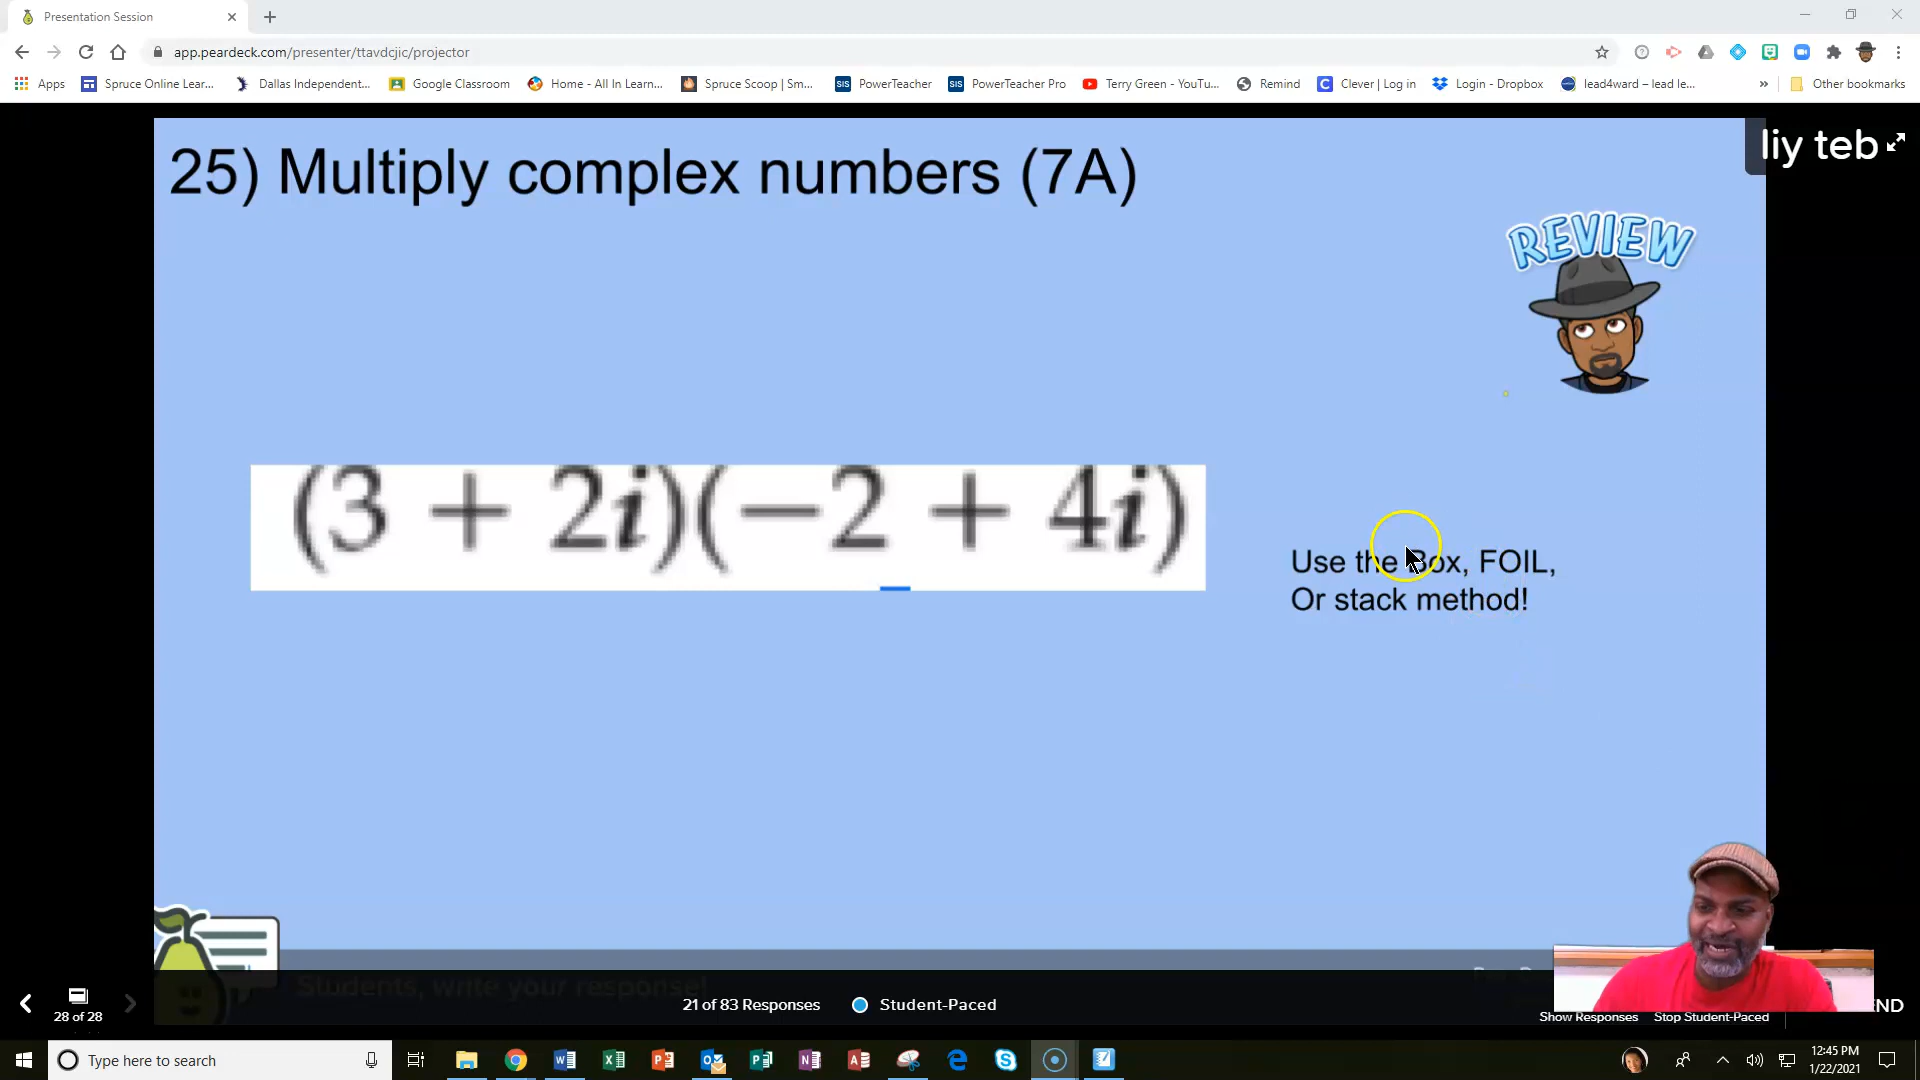 Presentation Session
app.peardeck.com/presenter/ttavdcjic/projector
Apps
Spruce Online Lear...
Dallas Independent...
Google Classroom
Home - All In Learn...
Spruce Scoop | Sm...
PowerTeacher
PowerTeacher Pro
Terry Green - YouTu...
Remind
Clever | Log in
Login - Dropbox
lead4ward – lead le...
»
Other bookmarks
liy teb
25) Multiply complex numbers (7A)
REVIEW
(3 + 2i)(−2 + 4i)
Use the Box, FOIL,
Or stack method!
Students, write your response!
28 of 28
21 of 83 Responses
Student-Paced
Show Responses
Stop Student-Paced
Type here to search
12:45 PM
1/22/2021